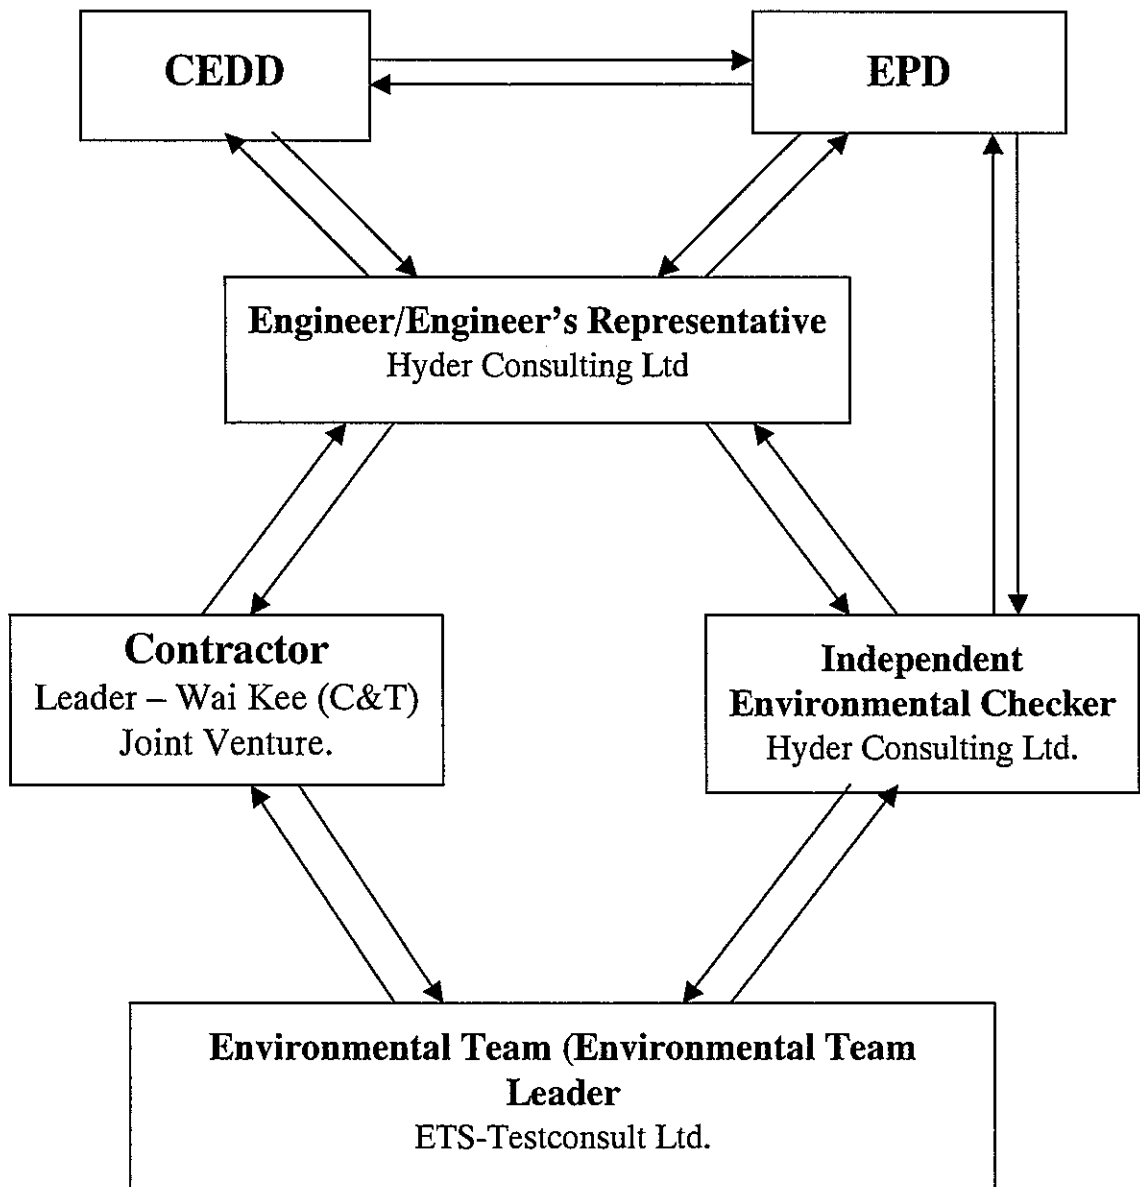 CEDD
EPD
Engineer/Engineer's Representative
Hyder Consulting Ltd
Contractor
Leader – Wai Kee (C&T)
Joint Venture.
Independent
Environmental Checker
Hyder Consulting Ltd.
Environmental Team (Environmental Team
Leader
ETS-Testconsult Ltd.